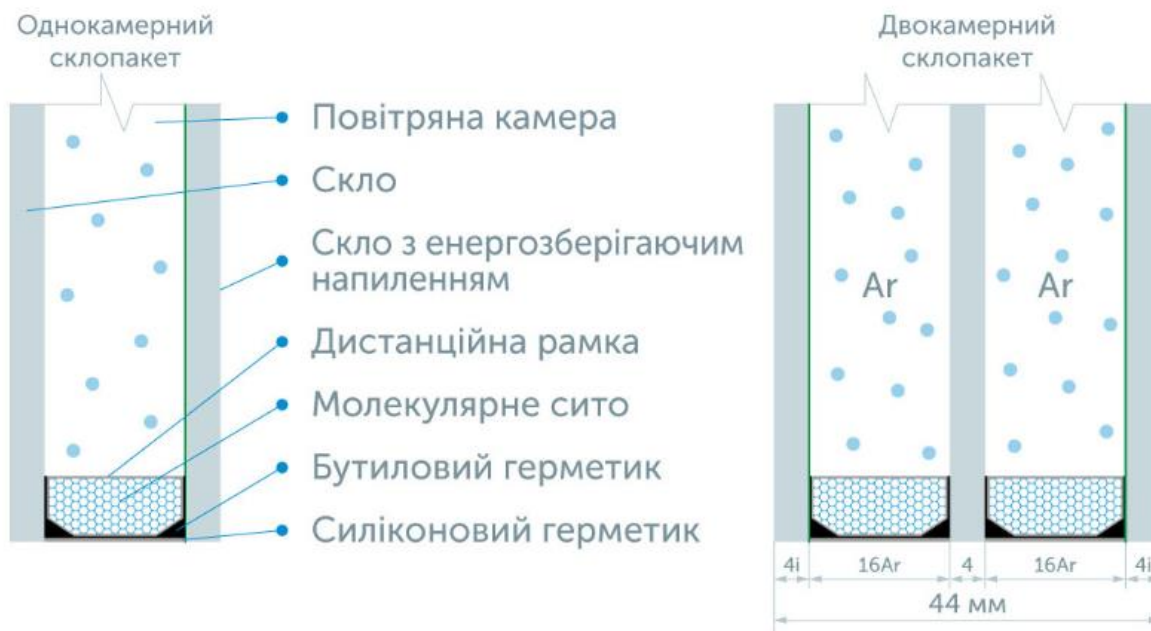 Однокамерний
склопакет
Повітряна камера
Скло
Скло з енергозберігаючим
напиленням
Дистанційна рамка
Молекулярне сито
Бутиловий герметик
Силіконовий герметик
Двокамерний
склопакет
Ar
Ar
4i
16Ar
4
16Ar
4i
44 мм